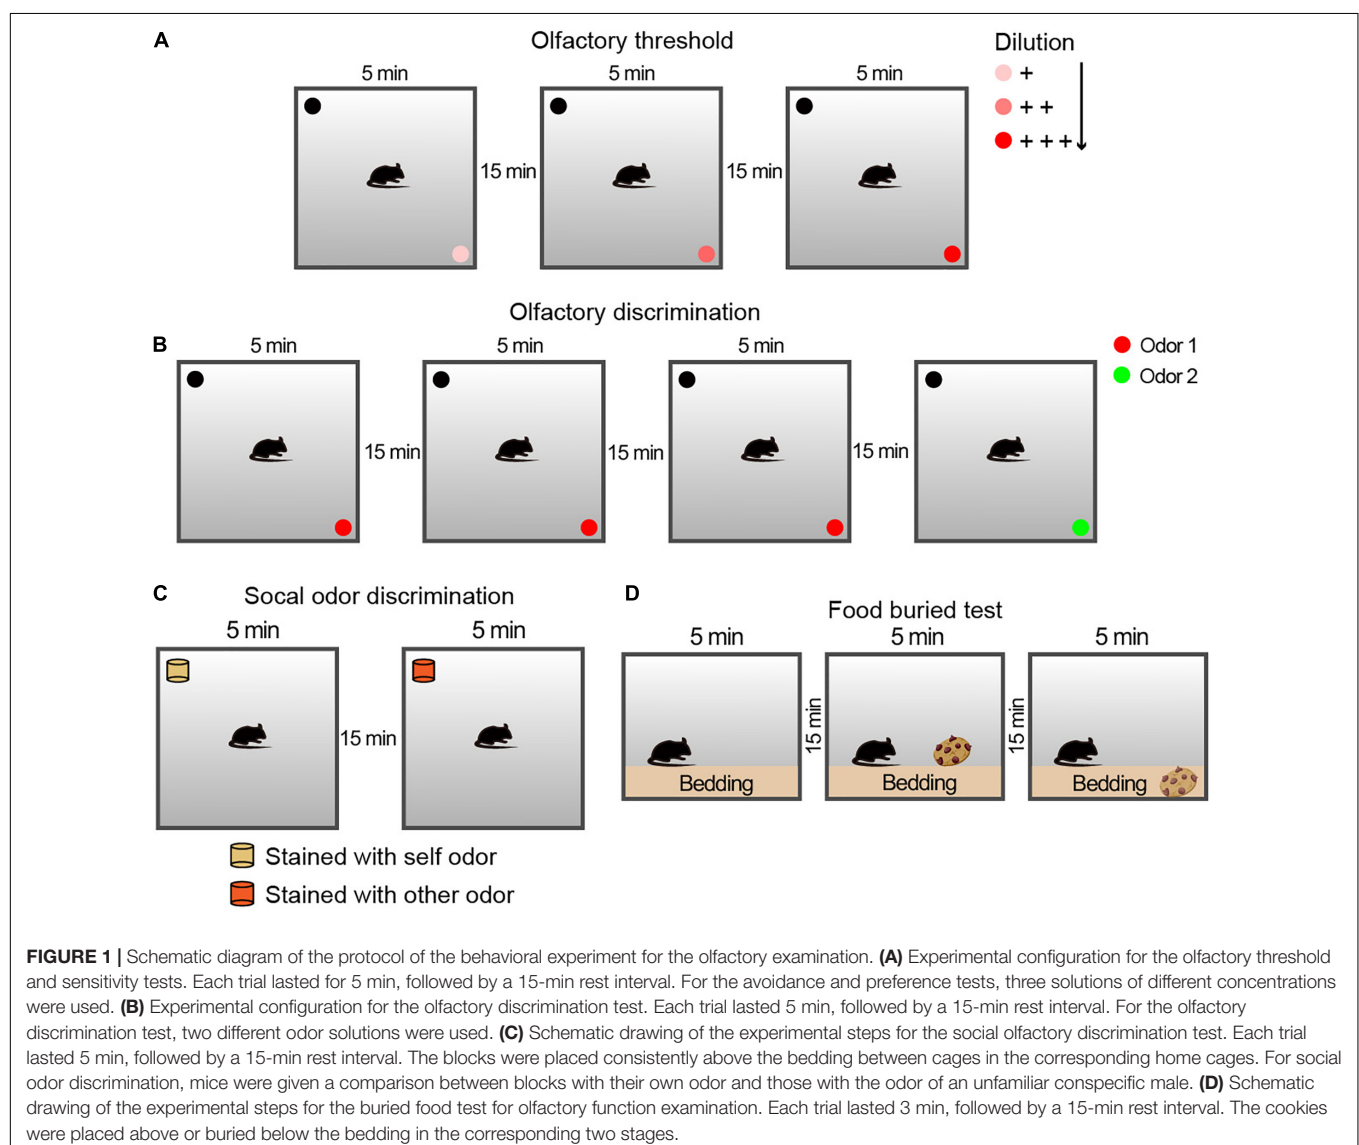 A
Olfactory threshold
Dilution
5 min
5 min
5 min
+
+ +
+ + +
15 min
15 min
Olfactory discrimination
B
5 min
5 min
5 min
Odor 1
Odor 2
15 min
15 min
15 min
C
Socal odor discrimination
5 min
5 min
15 min
Stained with self odor
Stained with other odor
D
Food buried test
5 min
5 min
5 min
15 min
15 min
Bedding
Bedding
Bedding
FIGURE 1 | Schematic diagram of the protocol of the behavioral experiment for the olfactory examination. (A) Experimental configuration for the olfactory threshold
and sensitivity tests. Each trial lasted for 5 min, followed by a 15-min rest interval. For the avoidance and preference tests, three solutions of different concentrations
were used. (B) Experimental configuration for the olfactory discrimination test. Each trial lasted 5 min, followed by a 15-min rest interval. For the olfactory
discrimination test, two different odor solutions were used. (C) Schematic drawing of the experimental steps for the social olfactory discrimination test. Each trial
lasted 5 min, followed by a 15-min rest interval. The blocks were placed consistently above the bedding between cages in the corresponding home cages. For social
odor discrimination, mice were given a comparison between blocks with their own odor and those with the odor of an unfamiliar conspecific male. (D) Schematic
drawing of the experimental steps for the buried food test for olfactory function examination. Each trial lasted 3 min, followed by a 15-min rest interval. The cookies
were placed above or buried below the bedding in the corresponding two stages.